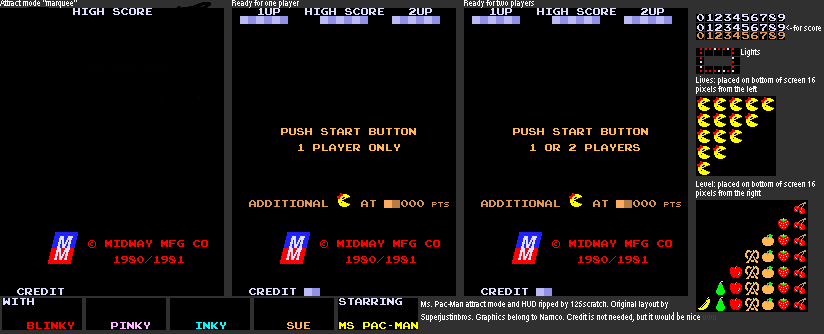 Attract mode "marquee"
HIGH SCORE
CREDIT
© MIDWAY MFG CO
1980/1981
Ready for one player
1UP HIGH SCORE 2UP
PUSH START BUTTON
1 PLAYER ONLY
ADDITIONAL AT 000 PTS
© MIDWAY MFG CO
1980/1981
CREDIT
Ready for two players
1UP HIGH SCORE 2UP
PUSH START BUTTON
1 OR 2 PLAYERS
ADDITIONAL AT 000 PTS
© MIDWAY MFG CO
1980/1981
CREDIT
0123456789
0123456789 <-for score
0123456789
Lights
Lives: placed on bottom of screen 16
pixels from the left
Level: placed on bottom of screen 16
pixels from the right
WITH
BLINKY
PINKY
INKY
SUE
STARRING
MS PAC-MAN
Ms. Pac-Man attract mode and HUD ripped by 125scratch. Original layout by
Superjustinbros. Graphics belong to Namco. Credit is not needed, but it would be nice